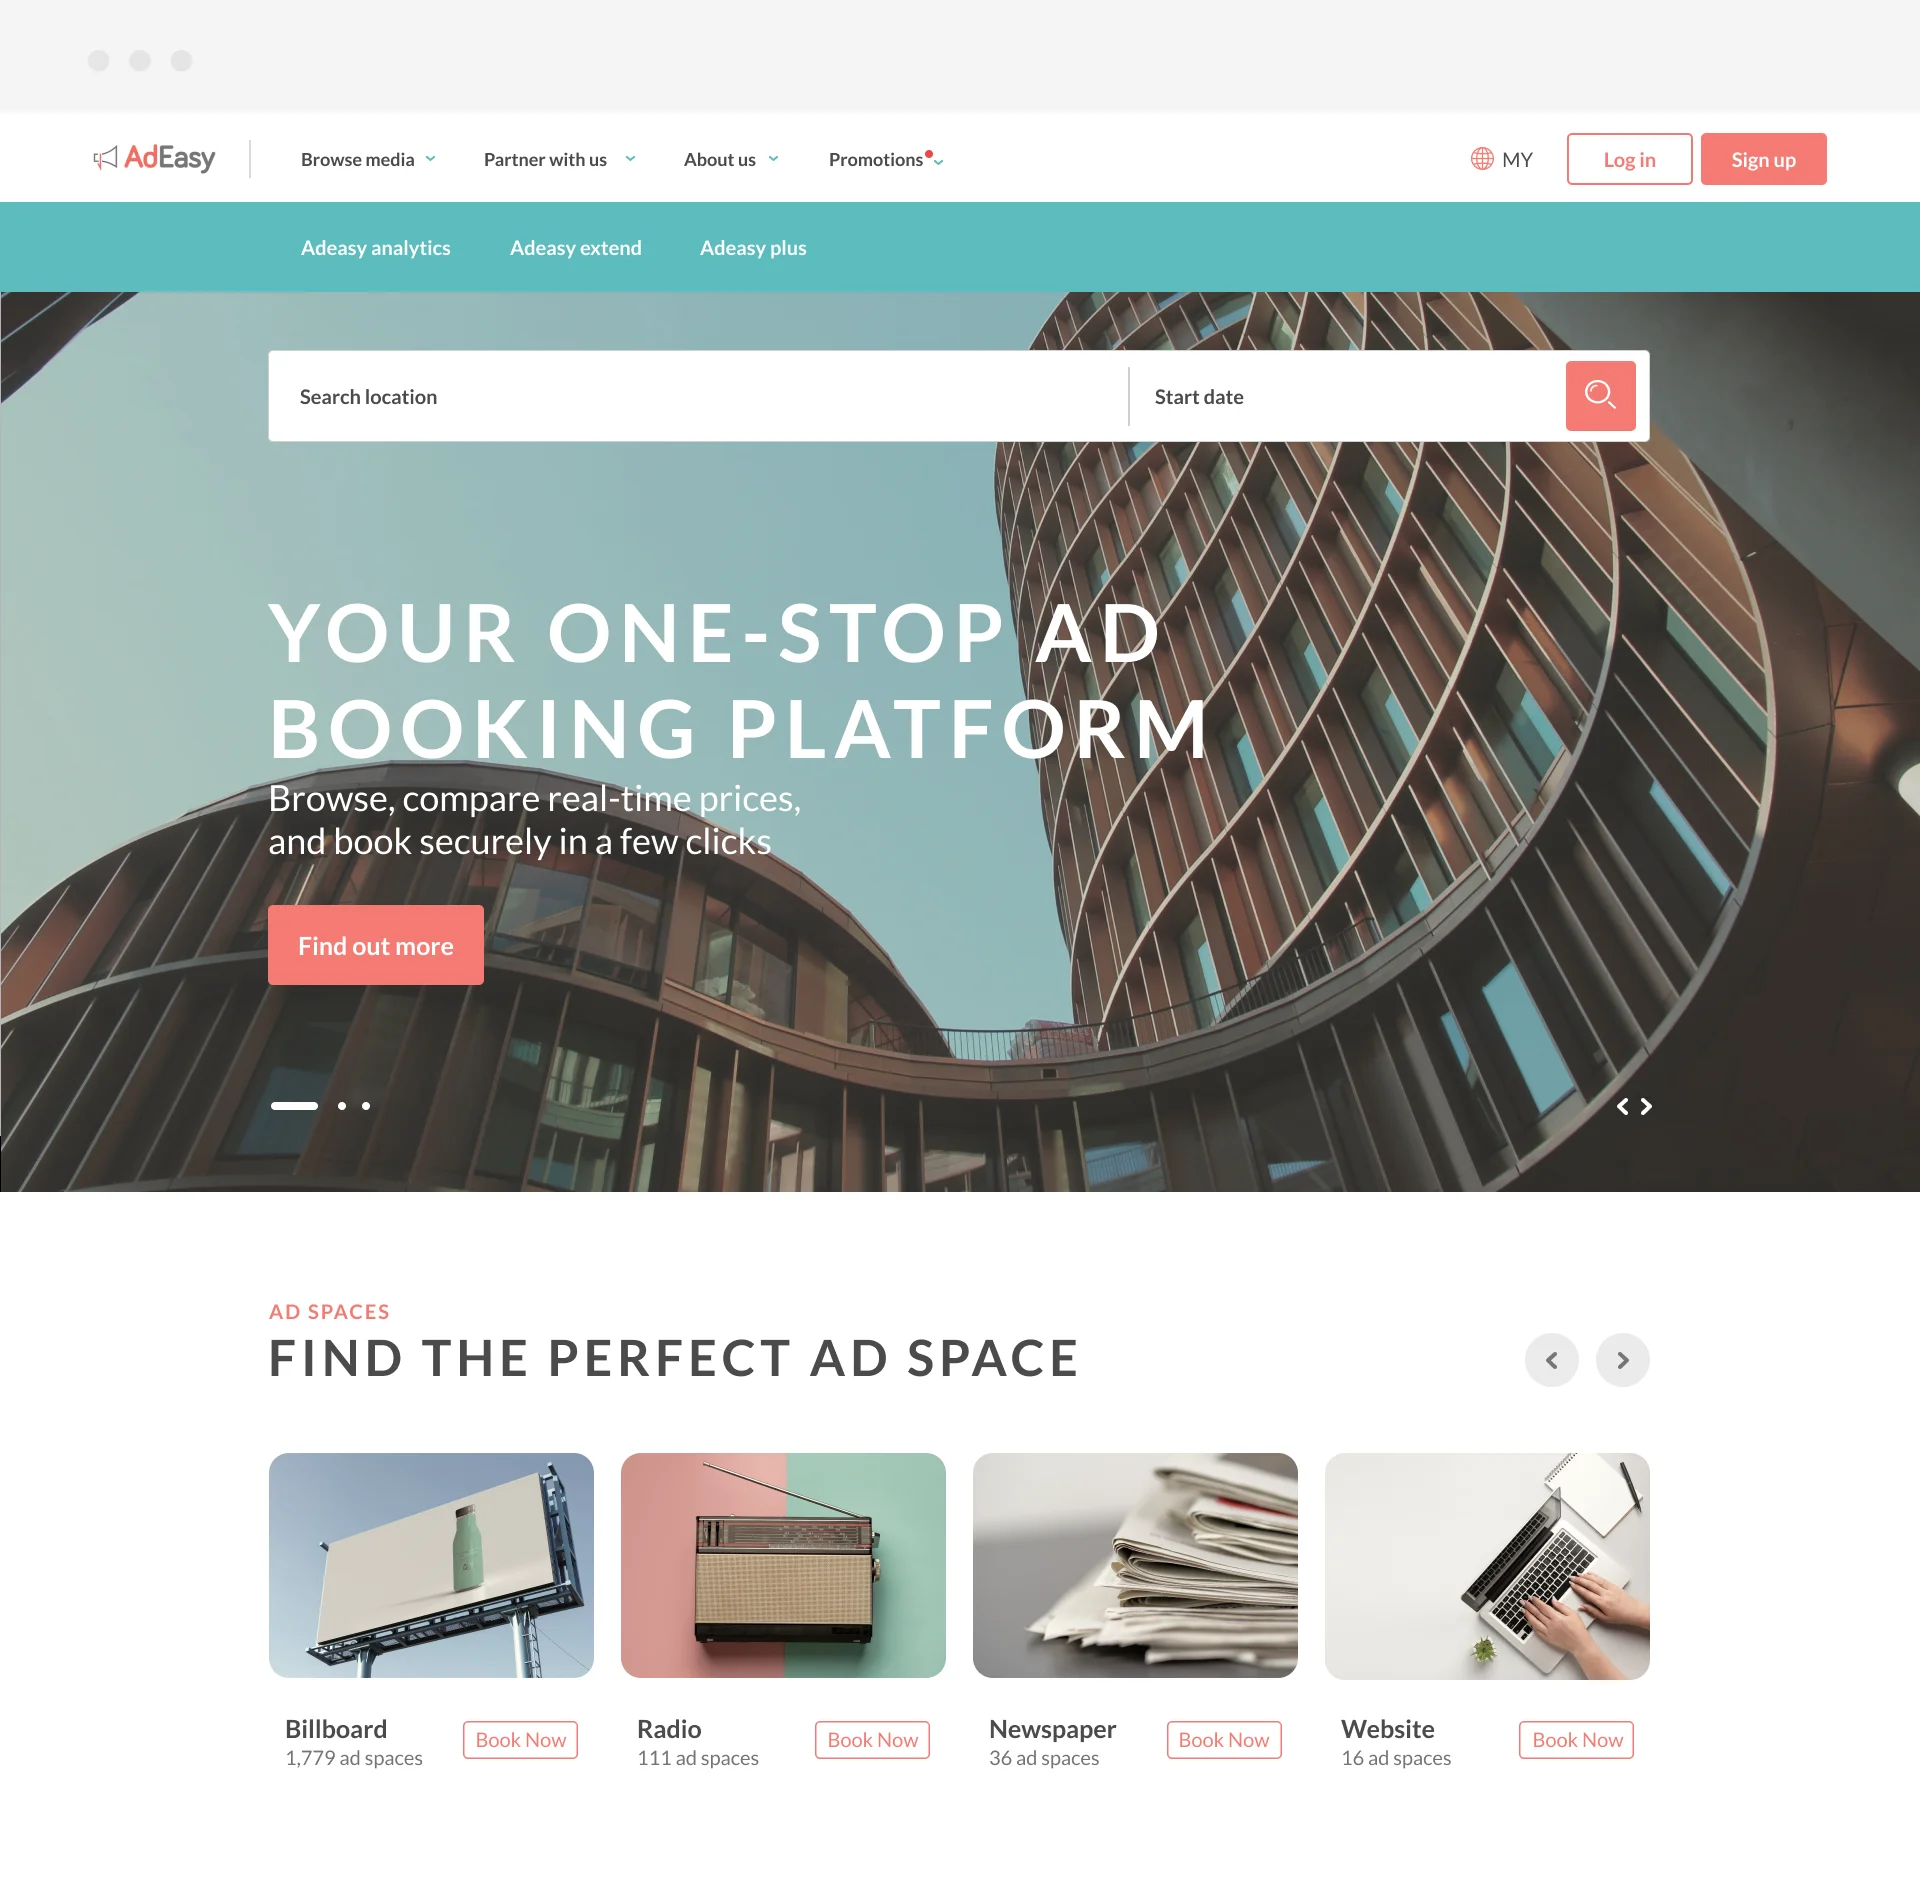 AdEasy
Browse media
Partner with us
About us
Promotions
MY
Log in
Sign up
Adeasy analytics
Adeasy extend
Adeasy plus
Search location
Start date
YOUR ONE-STOP AD
BOOKING PLATFORM
Browse, compare real-time prices,
and book securely in a few clicks
Find out more
AD SPACES
FIND THE PERFECT AD SPACE
Billboard
1,779 ad spaces
Book Now
Radio
111 ad spaces
Book Now
Newspaper
36 ad spaces
Book Now
Website
16 ad spaces
Book Now